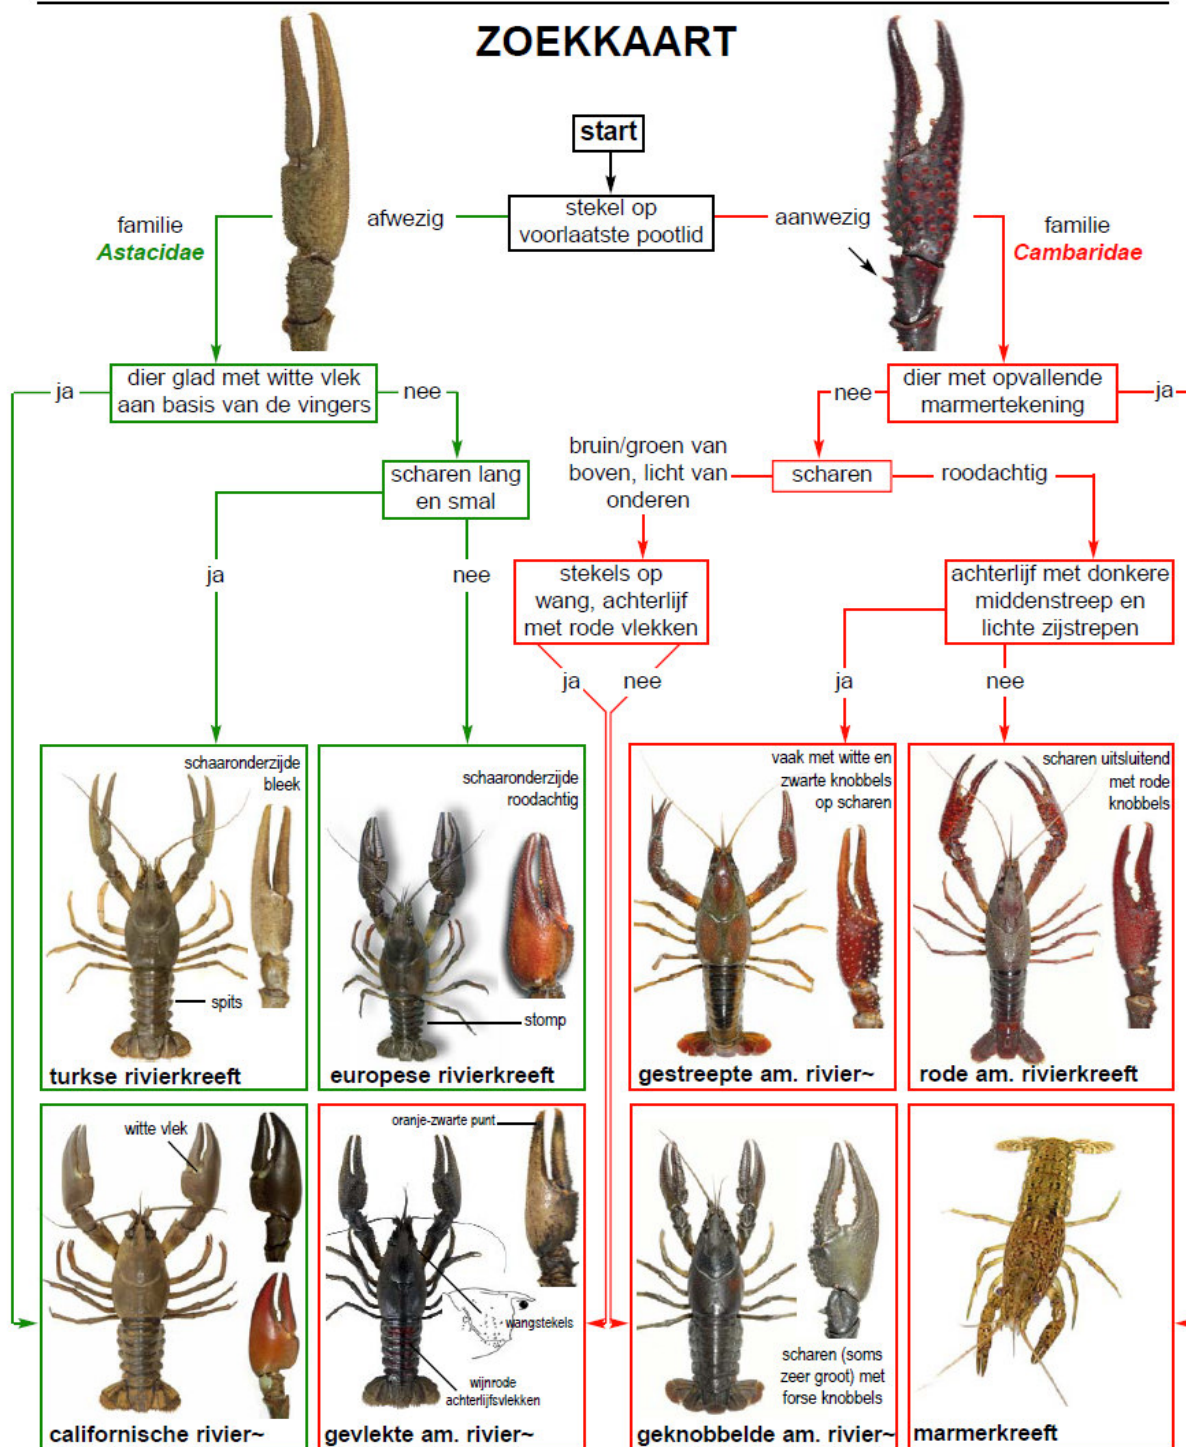 ZOEKKAART
start
stekel op
voorlaatste pootlid
afwezig
aanwezig
familie
Astacidae
familie
Cambaridae
ja
dier glad met witte vlek
aan basis van de vingers
nee
nee
dier met opvallende
marmertekening
ja
scharen lang
en smal
bruin/groen van
boven, licht van
onderen
scharen
roodachtig
ja
nee
stekels op
wang, achterlijf
met rode vlekken
achterlijf met donkere
middenstreep en
lichte zijstrepen
ja
nee
ja
nee
schaaronderzijde
bleek
spits
turkse rivierkreeft
schaaronderzijde
roodachtig
stomp
europese rivierkreeft
vaak met witte en
zwarte knobbels
op scharen
gestreepte am. rivier~
scharen uitsluitend
met rode
knobbels
rode am. rivierkreeft
witte vlek
californische rivier~
oranje-zwarte punt
wangstekels
wijnrode
achterlijfsvlekken
gevlekte am. rivier~
scharen (soms
zeer groot) met
forse knobbels
geknobbelde am. rivier~
marmerkreeft